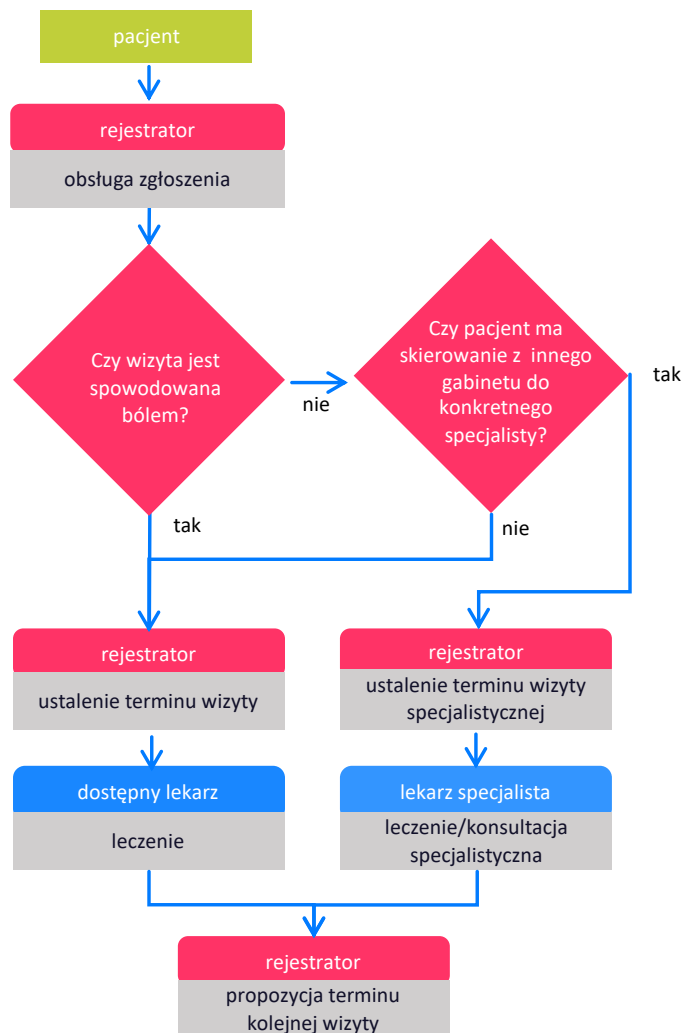 pacjent
rejestrator
obsługa zgłoszenia
Czy wizyta jest
spowodowana
bólem?
nie
Czy pacjent ma
skierowanie z innego
gabinetu do
konkretnego
specjalisty?
tak
tak
nie
rejestrator
ustalenie terminu wizyty
rejestrator
ustalenie terminu wizyty
specjalistycznej
dostępny lekarz
leczenie
lekarz specjalista
leczenie/konsultacja
specjalistyczna
rejestrator
propozycja terminu
kolejnej wizyty